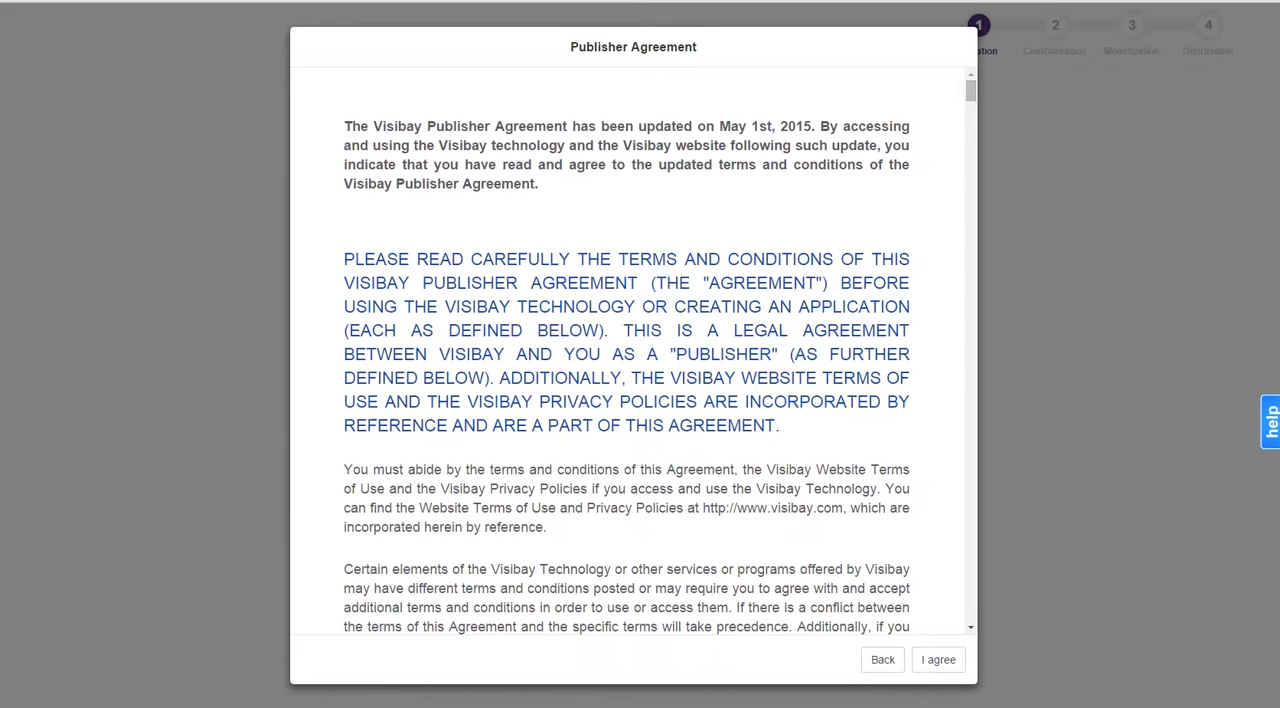 1
2
3
4
ation
Customization
Monetization
Publisher Agreement
The Visibay Publisher Agreement has been updated on May 1st, 2015. By accessing
and using the Visibay technology and the Visibay website following such update, you
indicate that you have read and agree to the updated terms and conditions of the
Visibay Publisher Agreement.
PLEASE READ CAREFULLY THE TERMS AND CONDITIONS OF THIS
VISIBAY PUBLISHER AGREEMENT (THE "AGREEMENT") BEFORE
USING THE VISIBAY TECHNOLOGY OR CREATING AN APPLICATION
(EACH AS DEFINED BELOW). THIS IS A LEGAL AGREEMENT
BETWEEN VISIBAY AND YOU AS A "PUBLISHER" (AS FURTHER
DEFINED BELOW). ADDITIONALLY, THE VISIBAY WEBSITE TERMS OF
USE AND THE VISIBAY PRIVACY POLICIES ARE INCORPORATED BY
REFERENCE AND ARE A PART OF THIS AGREEMENT.
You must abide by the terms and conditions of this Agreement, the Visibay Website Terms
of Use and the Visibay Privacy Policies if you access and use the Visibay Technology. You
can find the Website Terms of Use and Privacy Policies at http://www.visibay.com, which are
incorporated herein by reference.
Certain elements of the Visibay Technology or other services or programs offered by Visibay
may have different terms and conditions posted or may require you to agree with and accept
additional terms and conditions in order to use or access them. If there is a conflict between
the terms of this Agreement and the specific terms will take precedence. Additionally, if you
Back
I agree
help